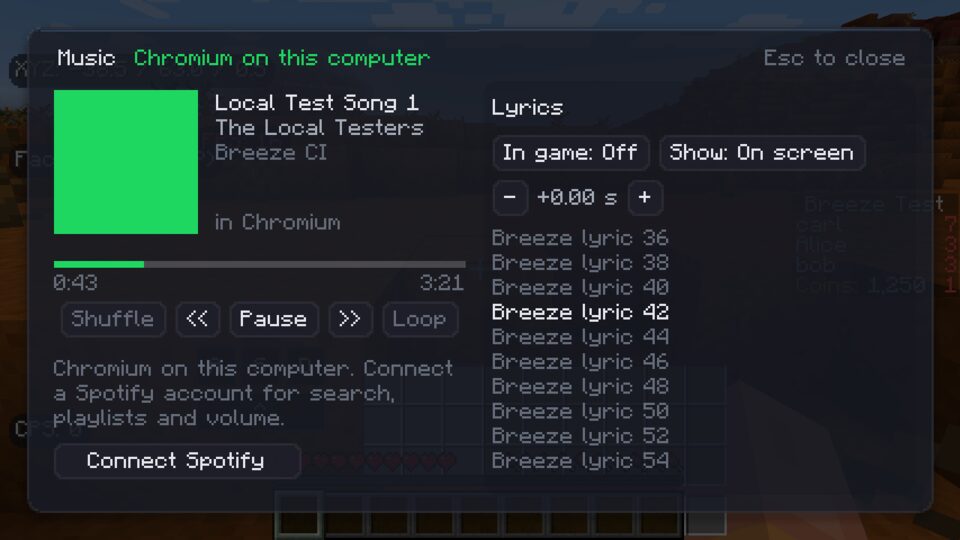 Music Chromium on this computer
Esc to close
Local Test Song 1
The Local Testers
Breeze CI
in Chromium
0:43
3:21
Shuffle << Pause >> Loop
Chromium on this computer. Connect
a Spotify account for search,
playlists and volume.
Connect Spotify
Lyrics
In game: Off Show: On screen
- +0.00 s +
Breeze lyric 36
Breeze lyric 38
Breeze lyric 40
Breeze lyric 42
Breeze lyric 44
Breeze lyric 46
Breeze lyric 48
Breeze lyric 50
Breeze lyric 52
Breeze lyric 54
Breeze Test
carl
Alice
bob
Coins: 1,250